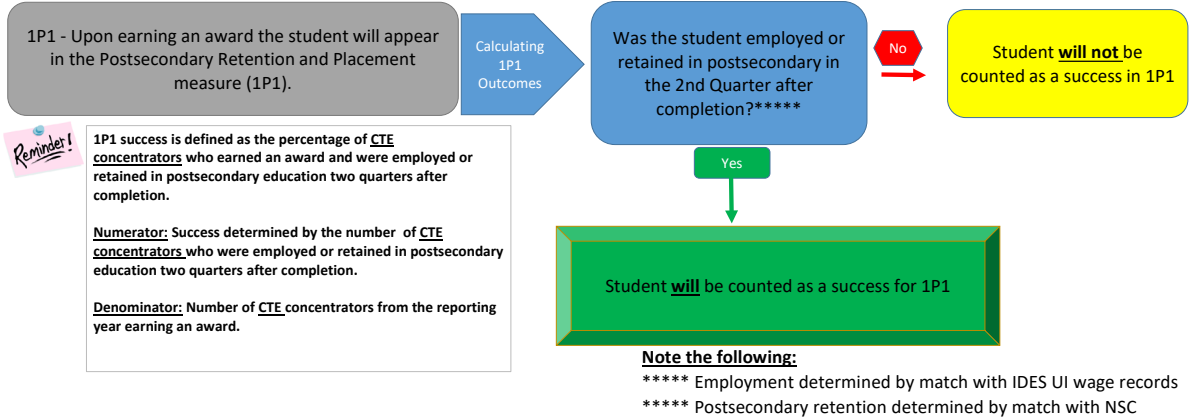 1P1 - Upon earning an award the student will appear
in the Postsecondary Retention and Placement
measure (1P1).
Calculating
1P1
Outcomes
Was the student employed or
retained in postsecondary in
the 2nd Quarter after
completion?*****
No
Student will not be
counted as a success in 1P1
Reminder!
1P1 success is defined as the percentage of CTE
concentrators who earned an award and were employed or
retained in postsecondary education two quarters after
completion.
Numerator: Success determined by the number of CTE
concentrators who were employed or retained in postsecondary
education two quarters after completion.
Denominator: Number of CTE concentrators from the reporting
year earning an award.
Yes
Student will be counted as a success for 1P1
Note the following:
***** Employment determined by match with IDES UI wage records
***** Postsecondary retention determined by match with NSC